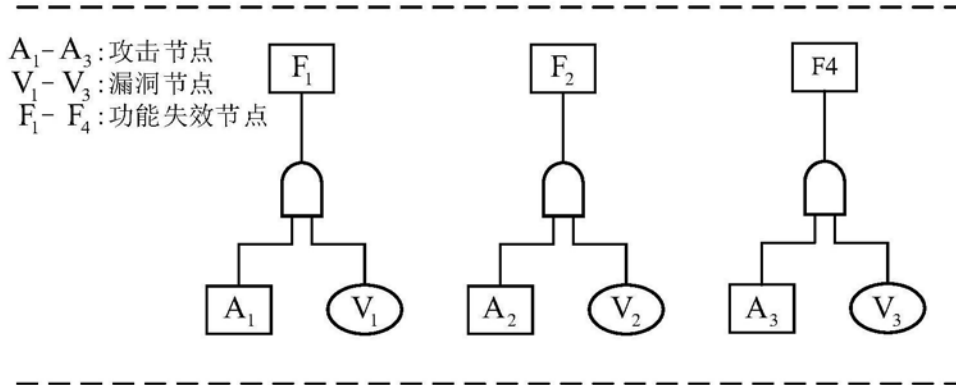 A₁-A₃:攻击节点
V₁-V₃:漏洞节点
F₁-F₄:功能失效节点
F₁ F₂ F4
A₁ V₁ A₂ V₂ A₃ V₃